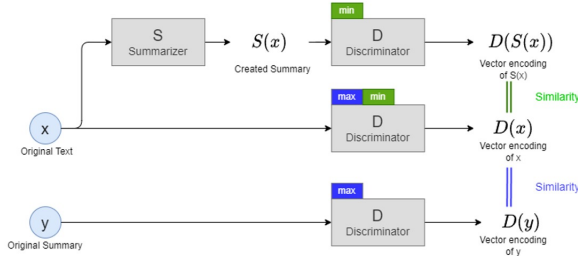 min
S
Summarizer
S(x)
Created Summary
D
Discriminator
D(S(x))
Vector encoding
of S(x)
Similarity
x
Original Text
max min
D
Discriminator
D(x)
Vector encoding
of x
Similarity
y
Original Summary
max
D
Discriminator
D(y)
Vector encoding
of y